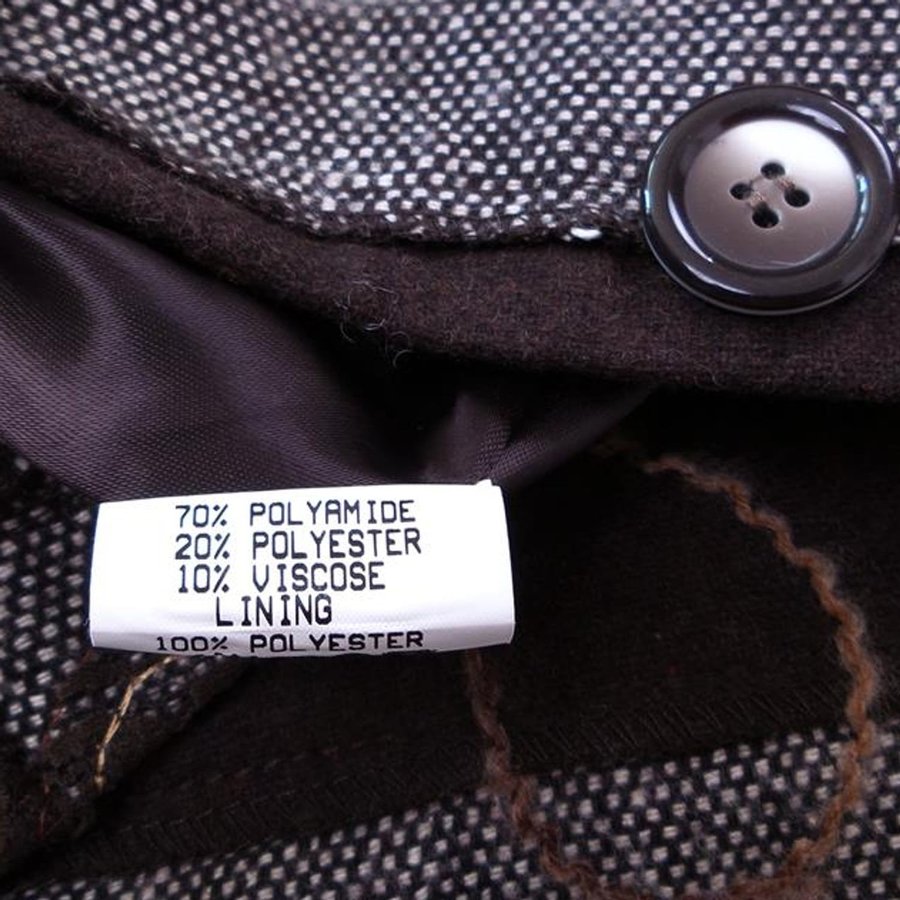 70% POLYAMIDE
20% POLYESTER
10% VISCOSE
LINING
100% POLYESTER